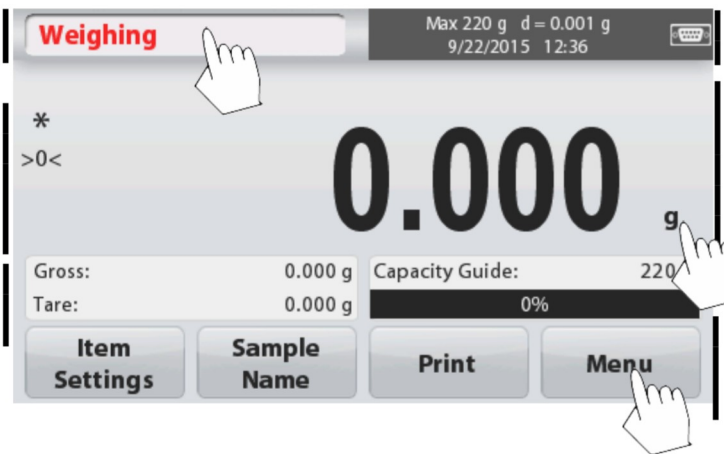 Weighing
Max 220 g d = 0.001 g
9/22/2015 12:36
*
>0<
0.000
g
Gross: 0.000 g
Tare: 0.000 g
Capacity Guide: 220
0%
Item
Settings
Sample
Name
Print
Menu